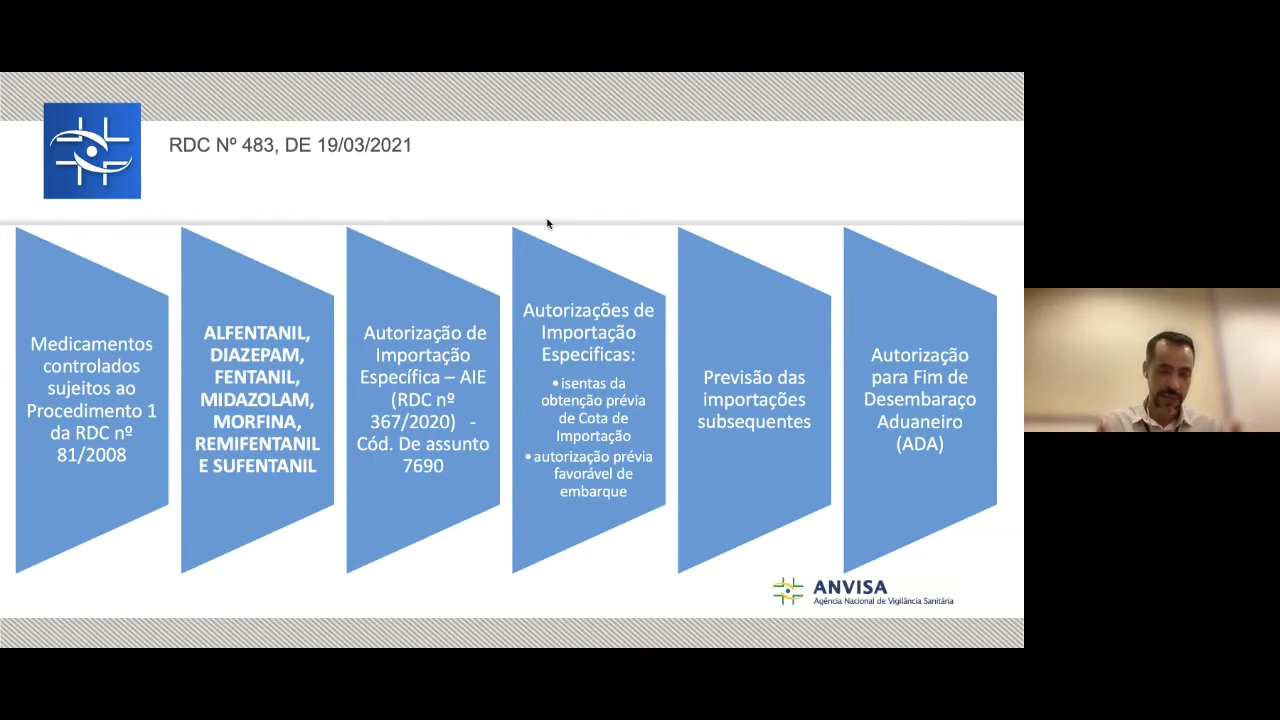 RDC Nº 483, DE 19/03/2021
Medicamentos
controlados
sujeitos ao
Procedimento 1
da RDC nº
81/2008
ALFENTANIL,
DIAZEPAM,
FENTANIL,
MIDAZOLAM,
MORFINA,
REMIFENTANIL
E SUFENTANIL
Autorização de
Importação
Específica – AIE
(RDC nº
367/2020) -
Cód. De assunto
7690
Autorizações de
Importação
Especificas:
•isentas da
obtenção prévia
de Cota de
Importação
•autorização prévia
favorável de
embarque
Previsão das
importações
subsequentes
Autorização
para Fim de
Desembaraço
Aduaneiro
(ADA)
ANVISA
Agência Nacional de Vigilância Sanitária